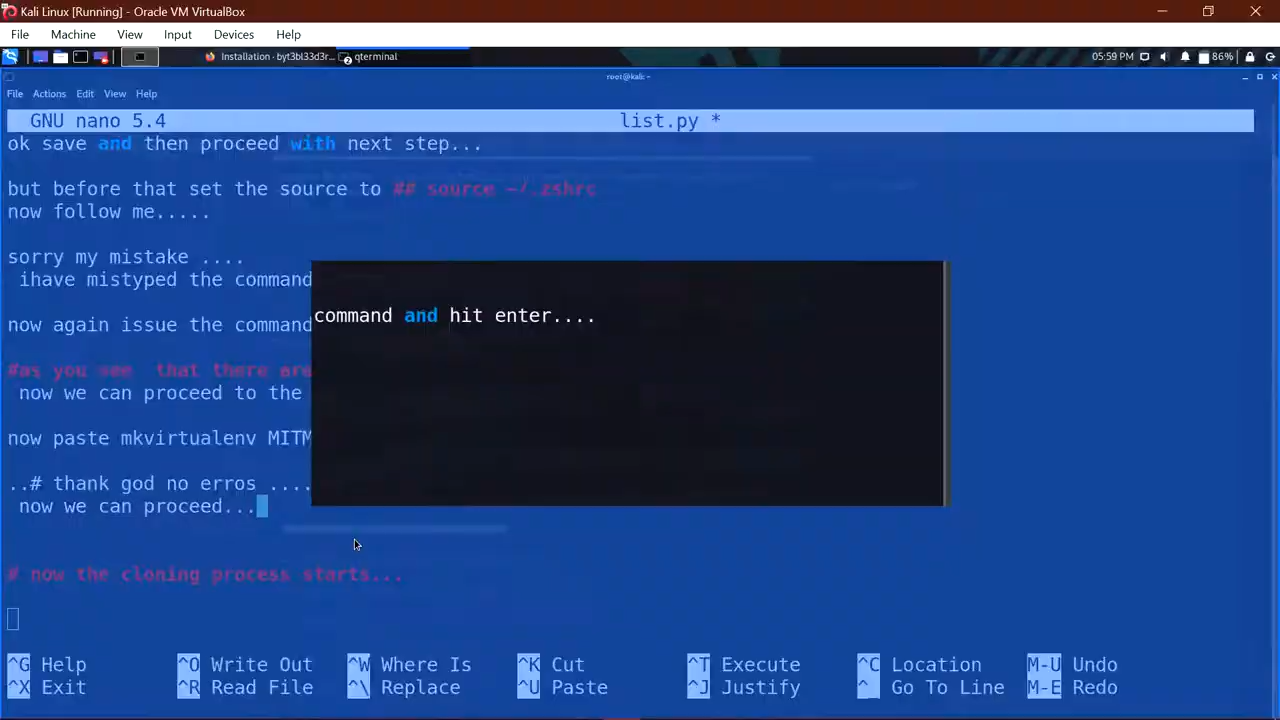 Kali Linux [Running] - Oracle VM VirtualBox
File Machine View Input Devices Help
Installation · byt3bl33d3r... qterminal 05:59 PM 86%
root@kali: ~
File Actions Edit View Help
GNU nano 5.4 list.py *
ok save and then proceed with next step...
but before that set the source to ## source ~/.zshrc
now follow me.....
sorry my mistake ....
ihave mistyped the command
command and hit enter....
now again issue the command
#as you see that there are
now we can proceed to the
now paste mkvirtualenv MITM
..# thank god no erros ....
now we can proceed...
# now the cloning process starts...
^G Help ^O Write Out ^W Where Is ^K Cut ^T Execute ^C Location M-U Undo
^X Exit ^R Read File ^\ Replace ^U Paste ^J Justify ^_ Go To Line M-E Redo